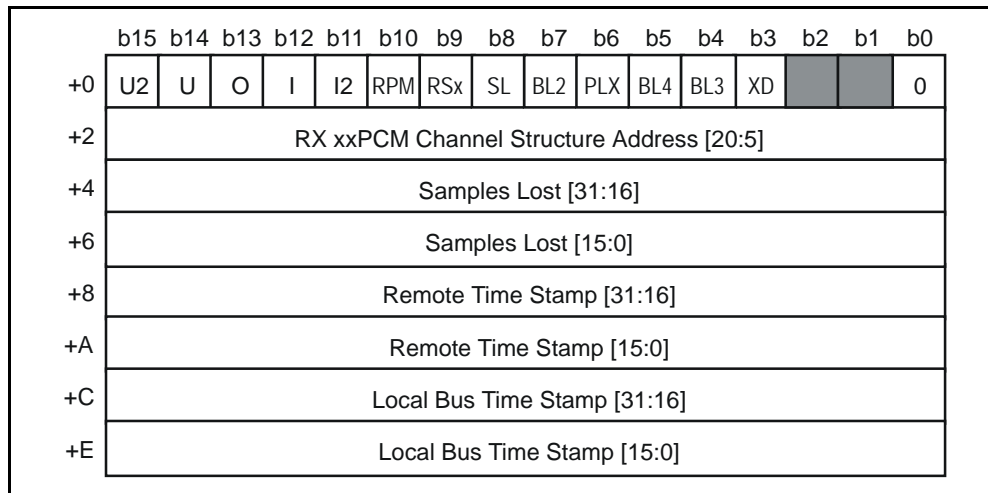 b15 b14 b13 b12 b11 b10 b9 b8 b7 b6 b5 b4 b3 b2 b1 b0
+0 U2 U O I I2 RPM RSx SL BL2 PLX BL4 BL3 XD 0
+2 RX xxPCM Channel Structure Address [20:5]
+4 Samples Lost [31:16]
+6 Samples Lost [15:0]
+8 Remote Time Stamp [31:16]
+A Remote Time Stamp [15:0]
+C Local Bus Time Stamp [31:16]
+E Local Bus Time Stamp [15:0]